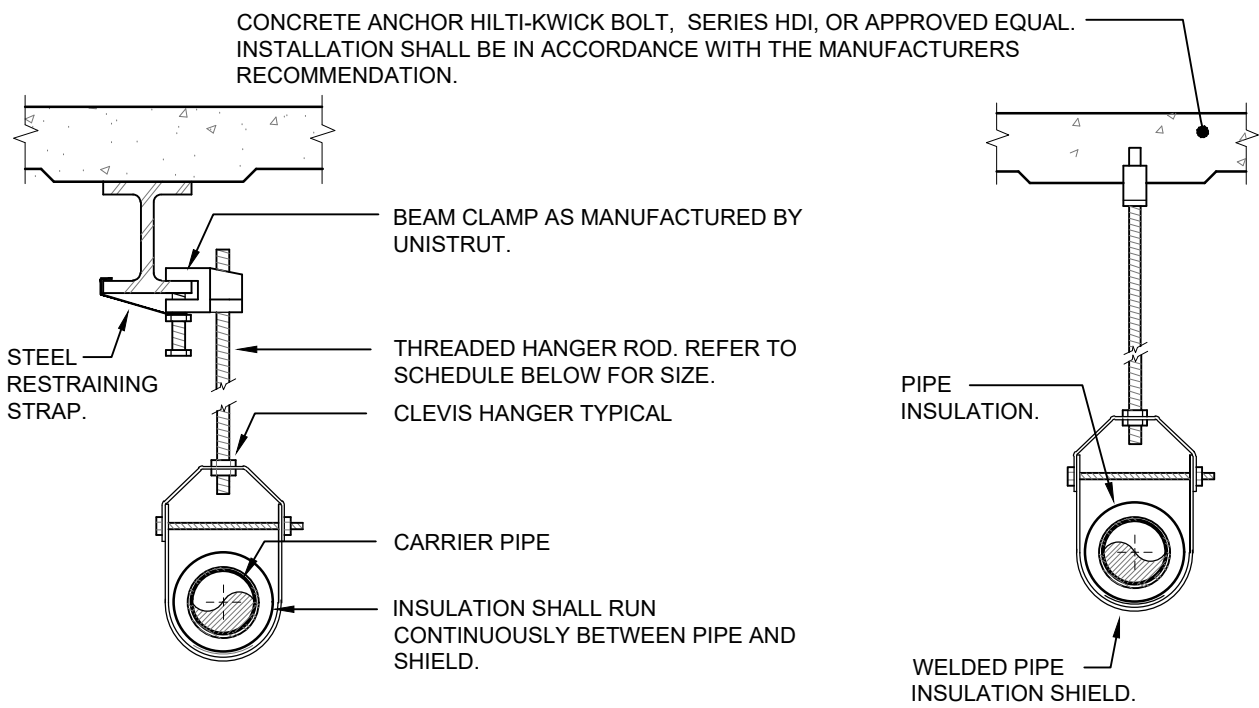 CONCRETE ANCHOR HILTI-KWICK BOLT, SERIES HDI, OR APPROVED EQUAL.
INSTALLATION SHALL BE IN ACCORDANCE WITH THE MANUFACTURERS
RECOMMENDATION.
BEAM CLAMP AS MANUFACTURED BY
UNISTRUT.
STEEL
RESTRAINING
STRAP.
THREADED HANGER ROD. REFER TO
SCHEDULE BELOW FOR SIZE.
CLEVIS HANGER TYPICAL
CARRIER PIPE
INSULATION SHALL RUN
CONTINUOUSLY BETWEEN PIPE AND
SHIELD.
PIPE
INSULATION.
WELDED PIPE
INSULATION SHIELD.